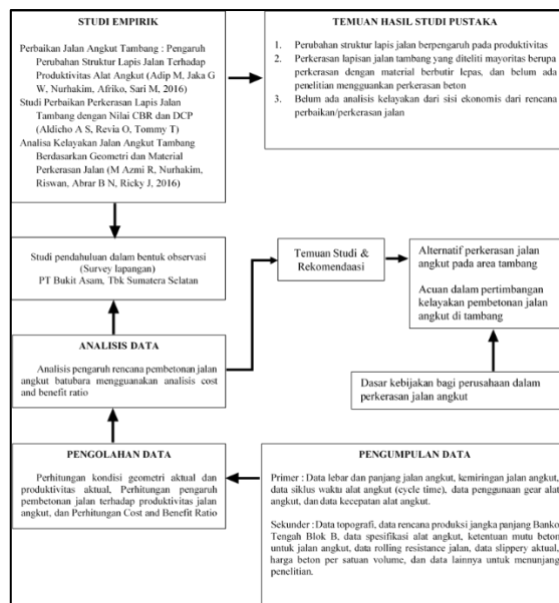 STUDI EMPIRIK
Perbaikan Jalan Angkut Tambang : Pengaruh
Perubahan Struktur Lapis Jalan Terhadap
Produktivitas Alat Angkut (Adip M, Jaka G
W, Nurhakim, Afriko, Sari M, 2016)
Studi Perbaikan Perkerasan Lapis Jalan
Tambang dengan Nilai CBR dan DCP
(Aldicho A S, Revia O, Tommy T)
Analisa Kelayakan Jalan Angkut Tambang
Berdasarkan Geometri dan Material
Perkerasan Jalan (M Azmi R, Nurhakim,
Riswan, Abrar B N, Ricky J, 2016)
TEMUAN HASIL STUDI PUSTAKA
1. Perubahan struktur lapis jalan berpengaruh pada produktivitas
2. Perkerasan lapisan jalan tambang yang diteliti mayoritas berupa
perkerasan dengan material berbutir lepas, dan belum ada
penelitian mengguankan perkerasan beton
3. Belum ada analisis kelayakan dari sisi ekonomis dari rencana
perbaikan/perkerasan jalan
Studi pendahuluan dalam bentuk observasi
(Survey lapangan)
PT Bukit Asam, Tbk Sumatera Selatan
Temuan Studi &
Rekomendaasi
Alternatif perkerasan jalan
angkut pada area tambang
Acuan dalam pertimbangan
kelayakan pembetonan jalan
angkut di tambang
ANALISIS DATA
Analisis pengaruh rencana pembetonan jalan
angkut batubara mengguanakan analisis cost
and benefit ratio
Dasar kebijakan bagi perusahaan dalam
perkerasan jalan angkut
PENGOLAHAN DATA
Perhitungan kondisi geometri aktual dan
produktivitas aktual, Perhitungan pengaruh
pembetonan jalan terhadap produktivitas jalan
angkut, dan Perhitungan Cost and Benefit Ratio
PENGUMPULAN DATA
Primer : Data lebar dan panjang jalan angkut, kemiringan jalan angkut,
data siklus waktu alat angkut (cycle time), data penggunaan gear alat
angkut, dan data kecepatan alat angkut.
Sekunder : Data topografi, data rencana produksi jangka panjang Banko
Tengah Blok B, data spesifikasi alat angkut, ketentuan mutu beton
untuk jalan angkut, data rolling resistance jalan, data slippery aktual,
harga beton per satuan volume, dan data lainnya untuk menunjang
penelitian.